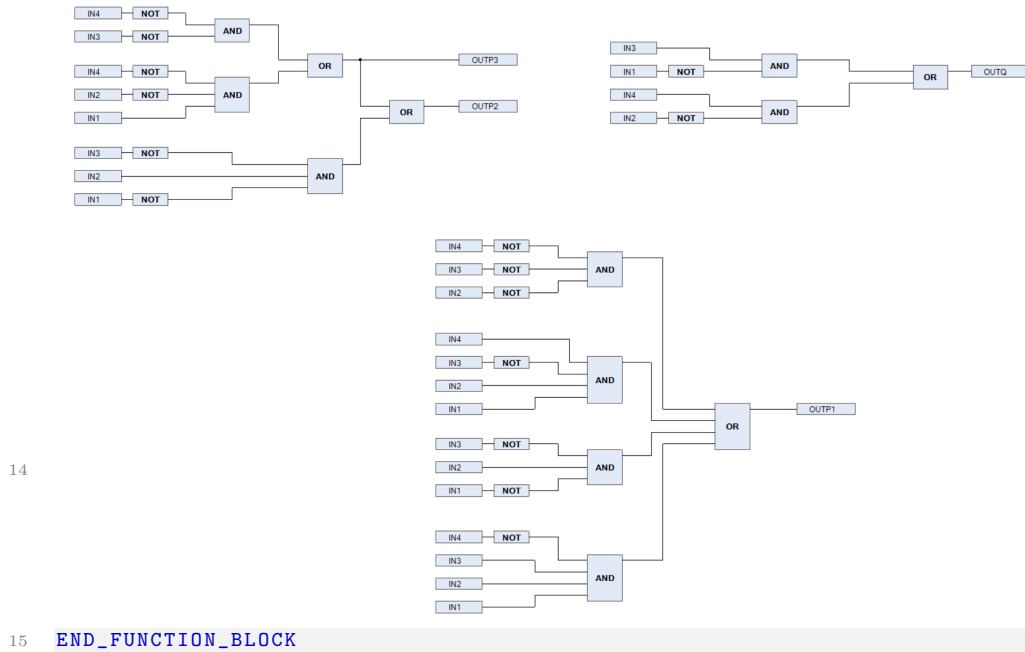 IN4 NOT
AND
IN3 NOT
OR OUTP3
IN4 NOT
IN2 NOT AND
IN1
OR OUTP2
IN3 NOT
IN2 AND
IN1 NOT
IN3
IN1 NOT AND
OR OUTQ
IN4
AND
IN2 NOT
IN4 NOT
IN3 NOT AND
IN2 NOT
IN4
IN3 NOT
AND
IN2
IN1
OR OUTP1
IN3 NOT
IN2 AND
IN1 NOT
IN4 NOT
IN3
AND
IN2
IN1
14
15 END_FUNCTION_BLOCK